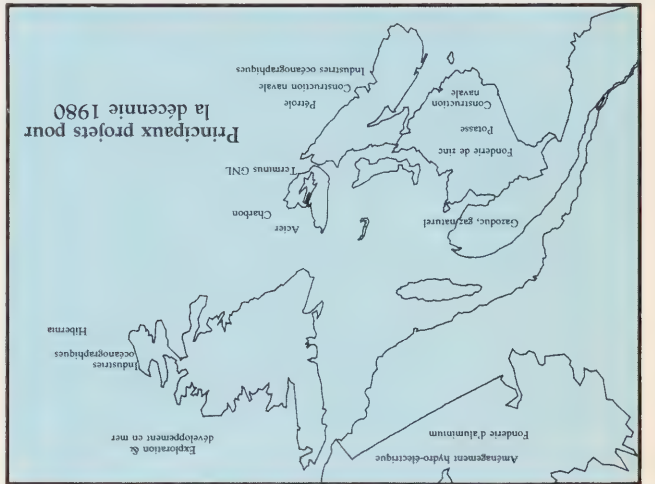 Aménagement hydro-électrique
Fonderie d'aluminium
Exploration &
développement en mer
Industries
océanographiques
Hibernia
Acier
Charbon
Gazoduc, gaz naturel
Terminus GNL
Fonderie de zinc
Potasse
Construction
navale
Principaux projets pour
la décennie 1980
Pétrole
Construction navale
Industries océanographiques